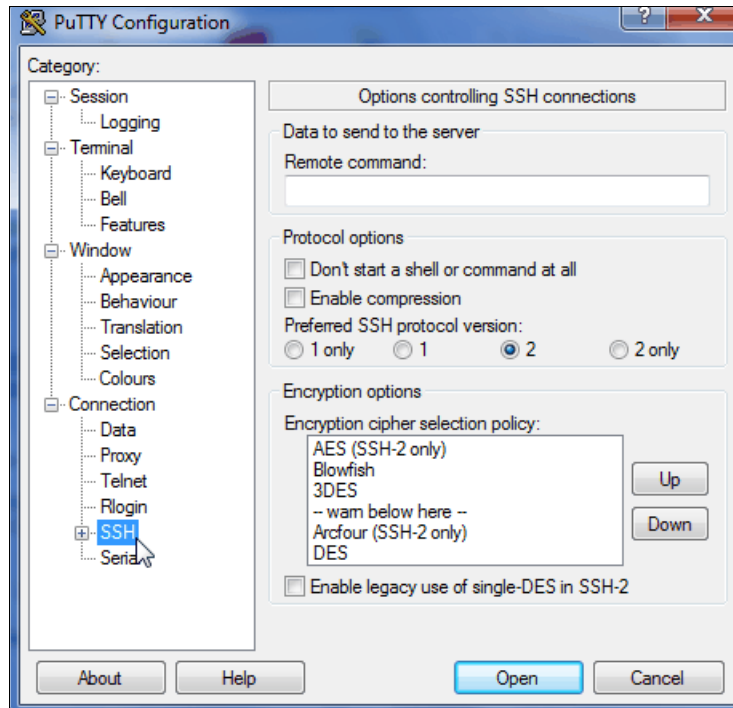 PuTTY Configuration
?
X
Category:
Session
Logging
Terminal
Keyboard
Bell
Features
Window
Appearance
Behaviour
Translation
Selection
Colours
Connection
Data
Proxy
Telnet
Rlogin
SSH
Serial
Options controlling SSH connections
Data to send to the server
Remote command:
Protocol options
Don't start a shell or command at all
Enable compression
Preferred SSH protocol version:
1 only 1 2 2 only
Encryption options
Encryption cipher selection policy:
AES (SSH-2 only)
Blowfish
3DES
-- warn below here --
Arcfour (SSH-2 only)
DES
Up
Down
Enable legacy use of single-DES in SSH-2
About Help Open Cancel